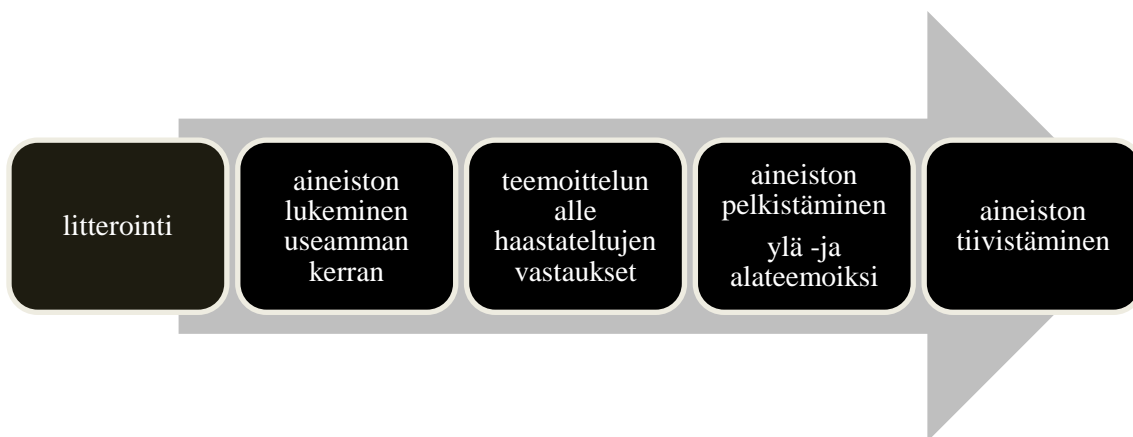 litterointi
aineiston
lukeminen
useamman
kerran
teemoittelun
alle
haastateltujen
vastaukset
aineiston
pelkistäminen
ylä -ja
alateemoiksi
aineiston
tiivistäminen